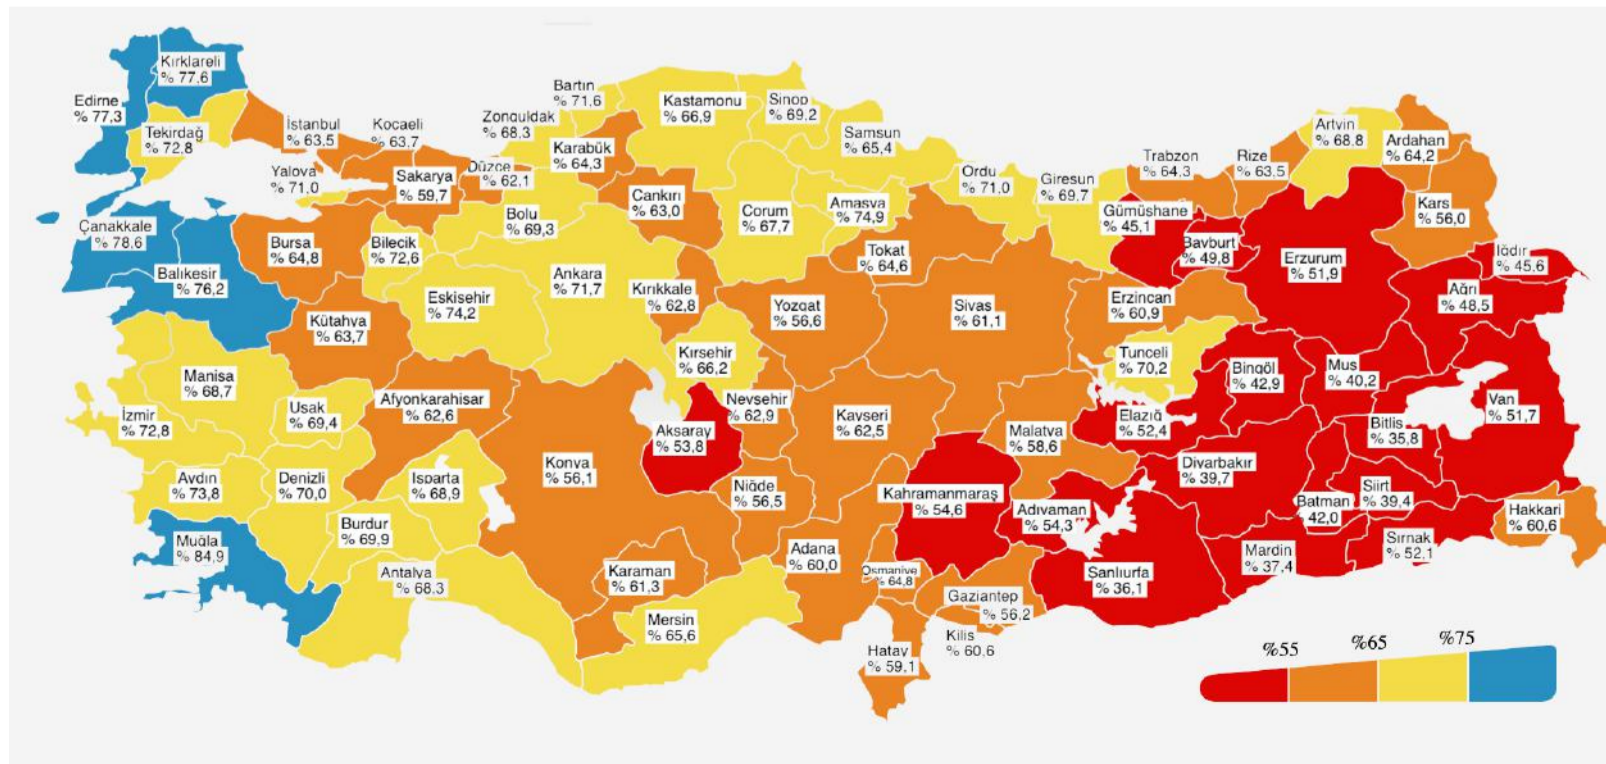 Kırklareli
% 77,6
Edirne
% 77,3
Tekirdağ
% 72,8
İstanbul
% 63,5
Kocaeli
% 63,7
Yalova
% 71,0
Sakarya
% 59,7
Düzce
% 62,1
Zonguldak
% 68,3
Bartın
% 71,6
Karabük
% 64,3
Kastamonu
% 66,9
Sinop
% 69,2
Samsun
% 65,4
Cankırı
% 63,0
Corum
% 67,7
Amasya
% 74,9
Ordu
% 71,0
Giresun
% 69,7
Trabzon
% 64,3
Rize
% 63,5
Artvin
% 68,8
Ardahan
% 64,2
Kars
% 56,0
Gümüshane
% 45,1
Bayburt
% 49,8
Erzurum
% 51,9
Iğdır
% 45,6
Ağrı
% 48,5
Çanakkale
% 78,6
Balıkesir
% 76,2
Bursa
% 64,8
Bilecik
% 72,6
Bolu
% 69,3
Eskisehir
% 74,2
Ankara
% 71,7
Kırıkkale
% 62,8
Tokat
% 64,6
Yozgat
% 56,6
Sivas
% 61,1
Erzincan
% 60,9
Tunceli
% 70,2
Bingöl
% 42,9
Mus
% 40,2
Van
% 51,7
Bitlis
% 35,8
Kütahya
% 63,7
Manisa
% 68,7
İzmir
% 72,8
Usak
% 69,4
Afyonkarahisar
% 62,6
Kırsehir
% 66,2
Nevsehir
% 62,9
Aksaray
% 53,8
Kayseri
% 62,5
Malatya
% 58,6
Elazığ
% 52,4
Diyarbakır
% 39,7
Siirt
% 39,4
Batman
42,0
Hakkari
% 60,6
Sırnak
% 52,1
Mardin
% 37,4
Aydın
% 73,8
Denizli
% 70,0
Isparta
% 68,9
Burdur
% 69,9
Muğla
% 84,9
Antalya
% 68,3
Konya
% 56,1
Karaman
% 61,3
Niğde
% 56,5
Mersin
% 65,6
Adana
% 60,0
Kahramanmaraş
% 54,6
Adıyaman
% 54,3
Osmaniye
% 64,8
Gaziantep
% 56,2
Kilis
% 60,6
Hatay
% 59,1
Sanlıurfa
% 36,1
%55 %65 %75